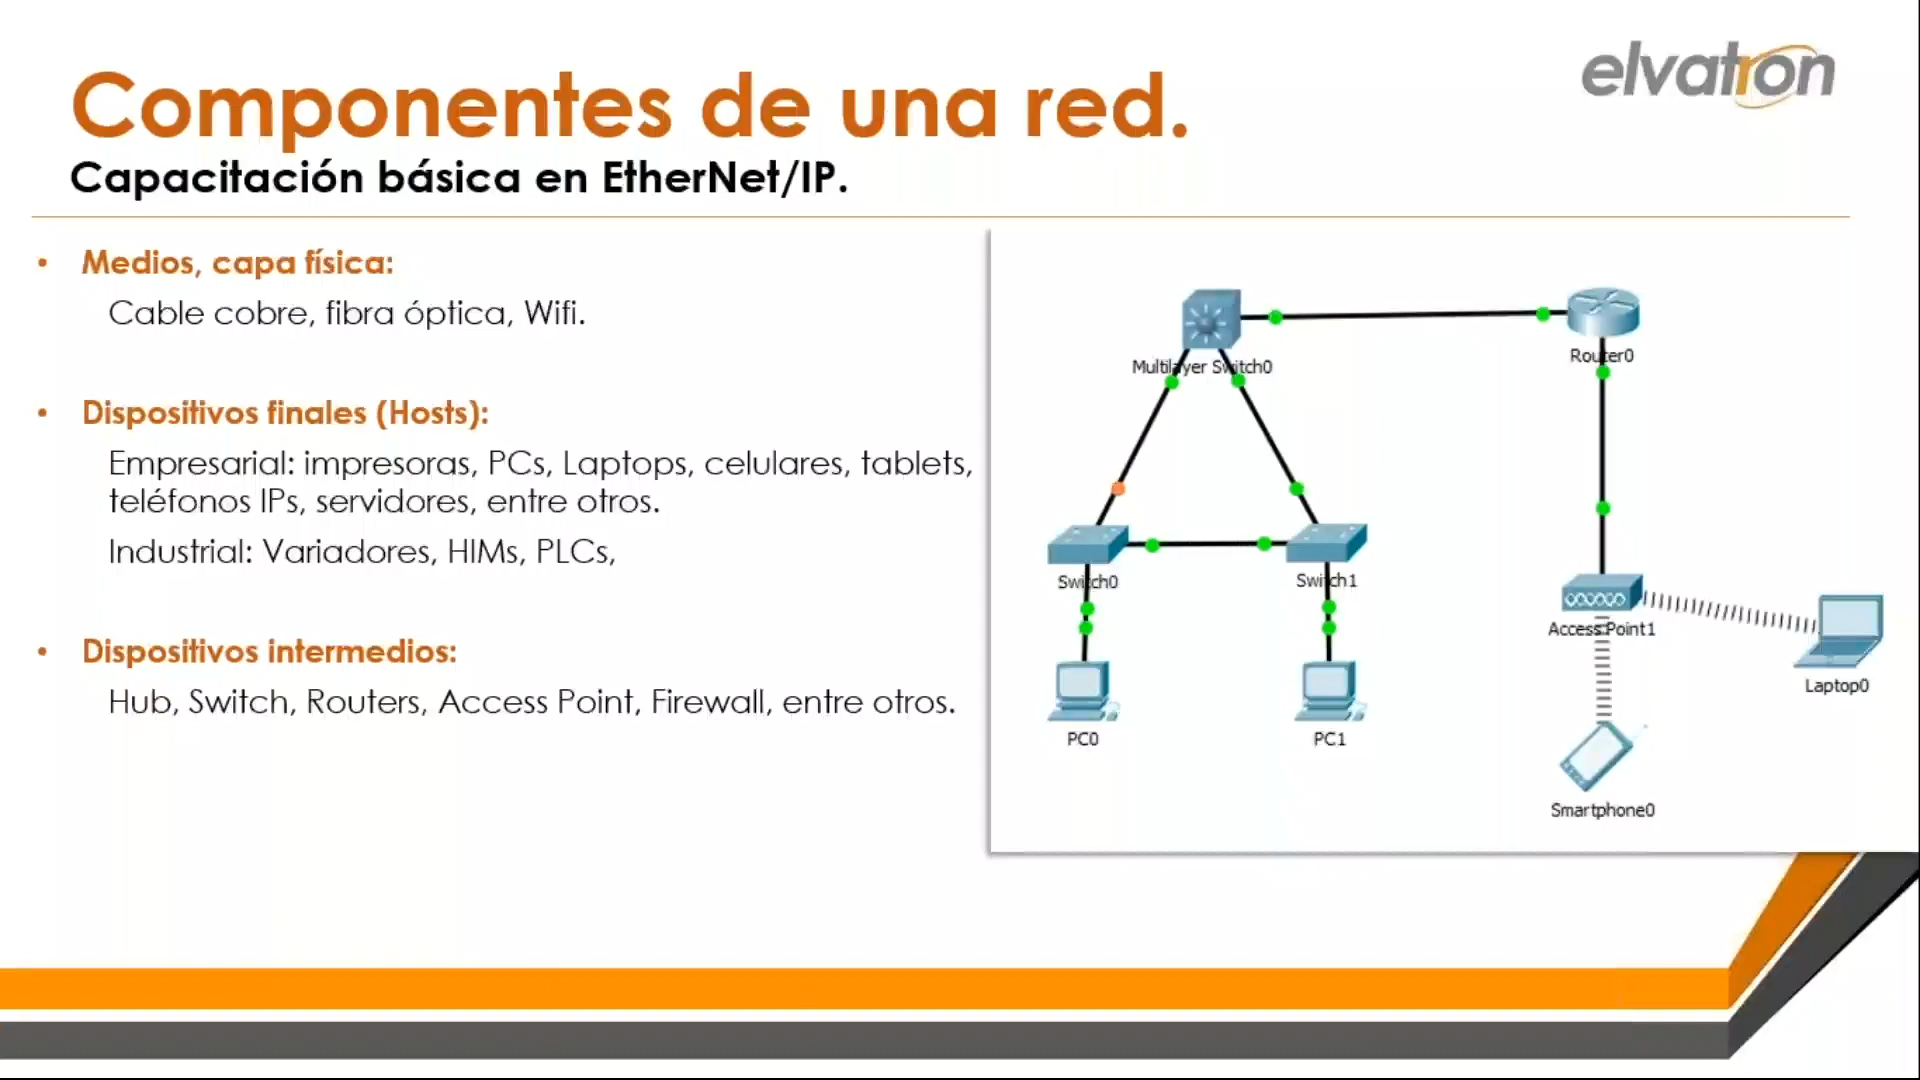 elvatron
Componentes de una red.
Capacitación básica en EtherNet/IP.
• Medios, capa física:
Cable cobre, fibra óptica, Wifi.
• Dispositivos finales (Hosts):
Empresarial: impresoras, PCs, Laptops, celulares, tablets,
teléfonos IPs, servidores, entre otros.
Industrial: Variadores, HIMs, PLCs,
• Dispositivos intermedios:
Hub, Switch, Routers, Access Point, Firewall, entre otros.
Multilayer Switch0
Router0
Switch0
Switch1
Access Point1
Laptop0
PC0
PC1
Smartphone0